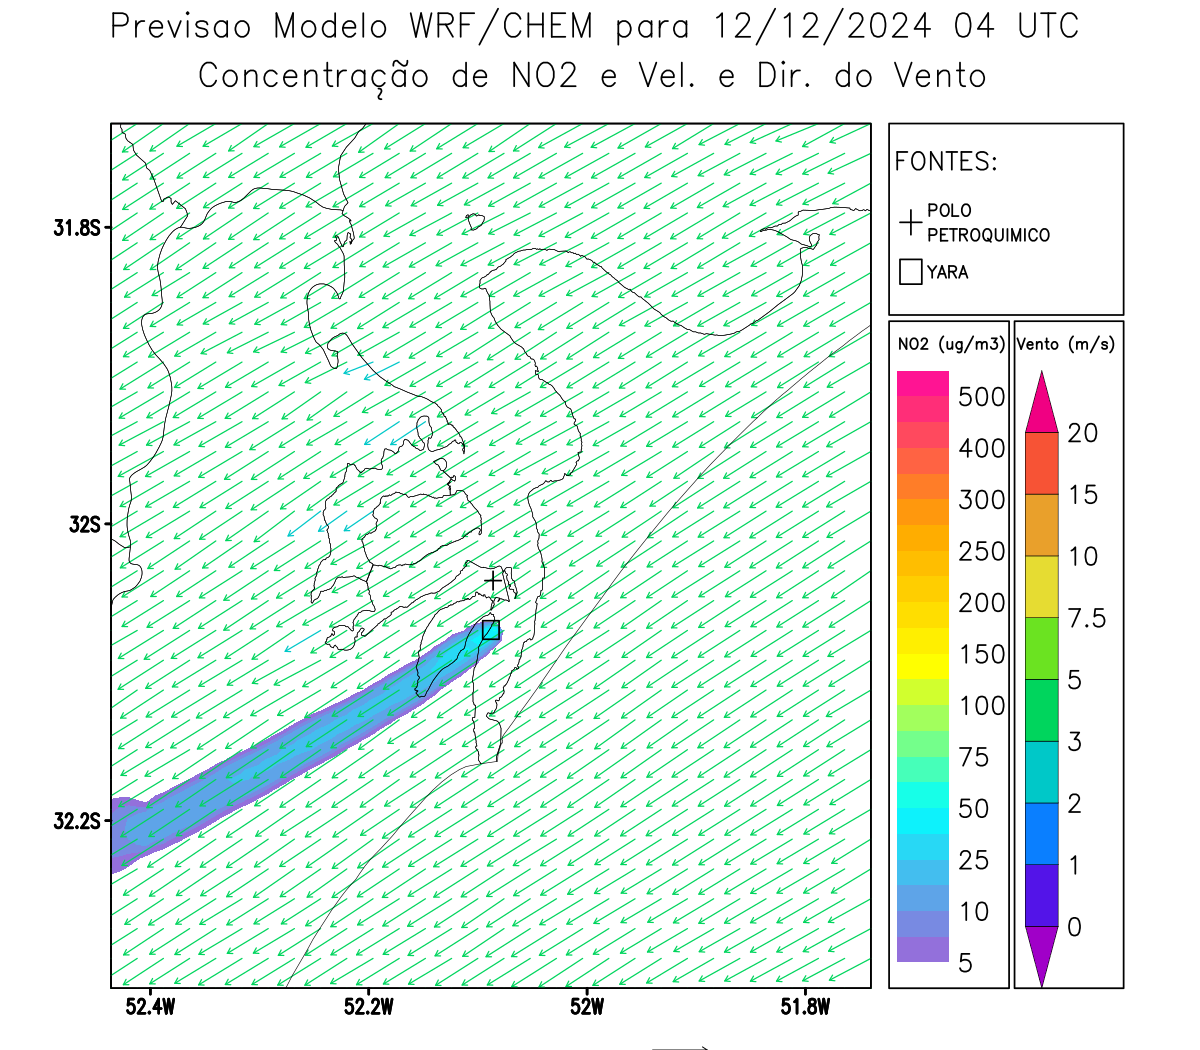 Previsao Modelo WRF/CHEM para 12/12/2024 04 UTC
Concentração de NO2 e Vel. e Dir. do Vento
FONTES:
POLO
PETROQUIMICO
YARA
NO2 (ug/m3)
500
400
300
250
200
150
100
75
50
25
10
5
Vento (m/s)
20
15
10
7.5
5
3
2
1
0
31.8S
32S
32.2S
52.4W
52.2W
52W
51.8W